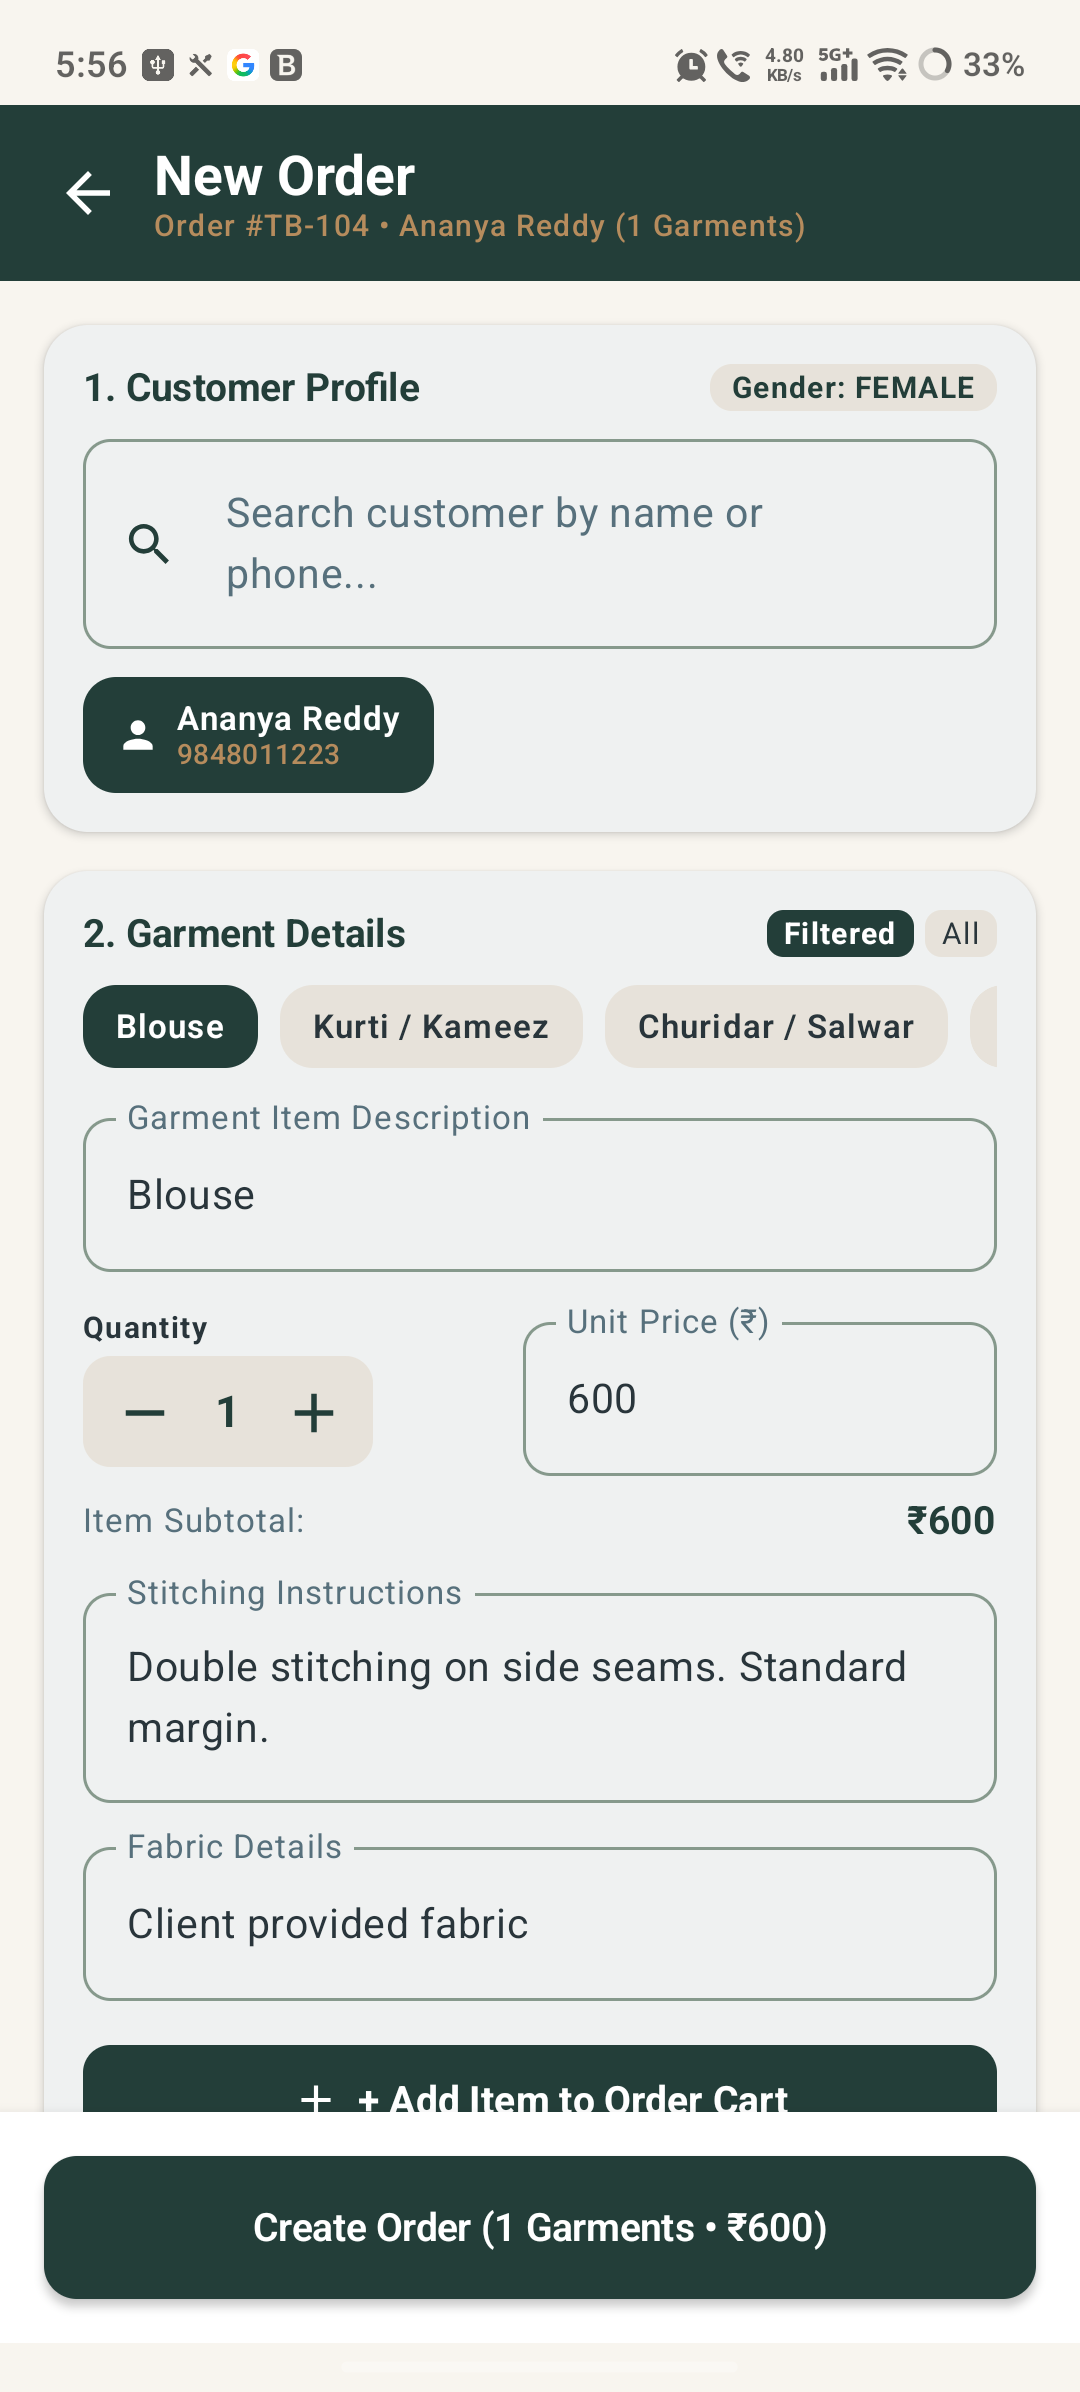 5:56
G
B
4.80
KB/s
5G+
33%
New Order
Order #TB-104 • Ananya Reddy (1 Garments)
1. Customer Profile
Gender: FEMALE
Search customer by name or
phone...
Ananya Reddy
9848011223
2. Garment Details
Filtered
All
Blouse
Kurti / Kameez
Churidar / Salwar
Garment Item Description
Blouse
Quantity
Unit Price (₹)
1
600
Item Subtotal:
₹600
Stitching Instructions
Double stitching on side seams. Standard
margin.
Fabric Details
Client provided fabric
+ Add Item to Order Cart
Create Order (1 Garments • ₹600)